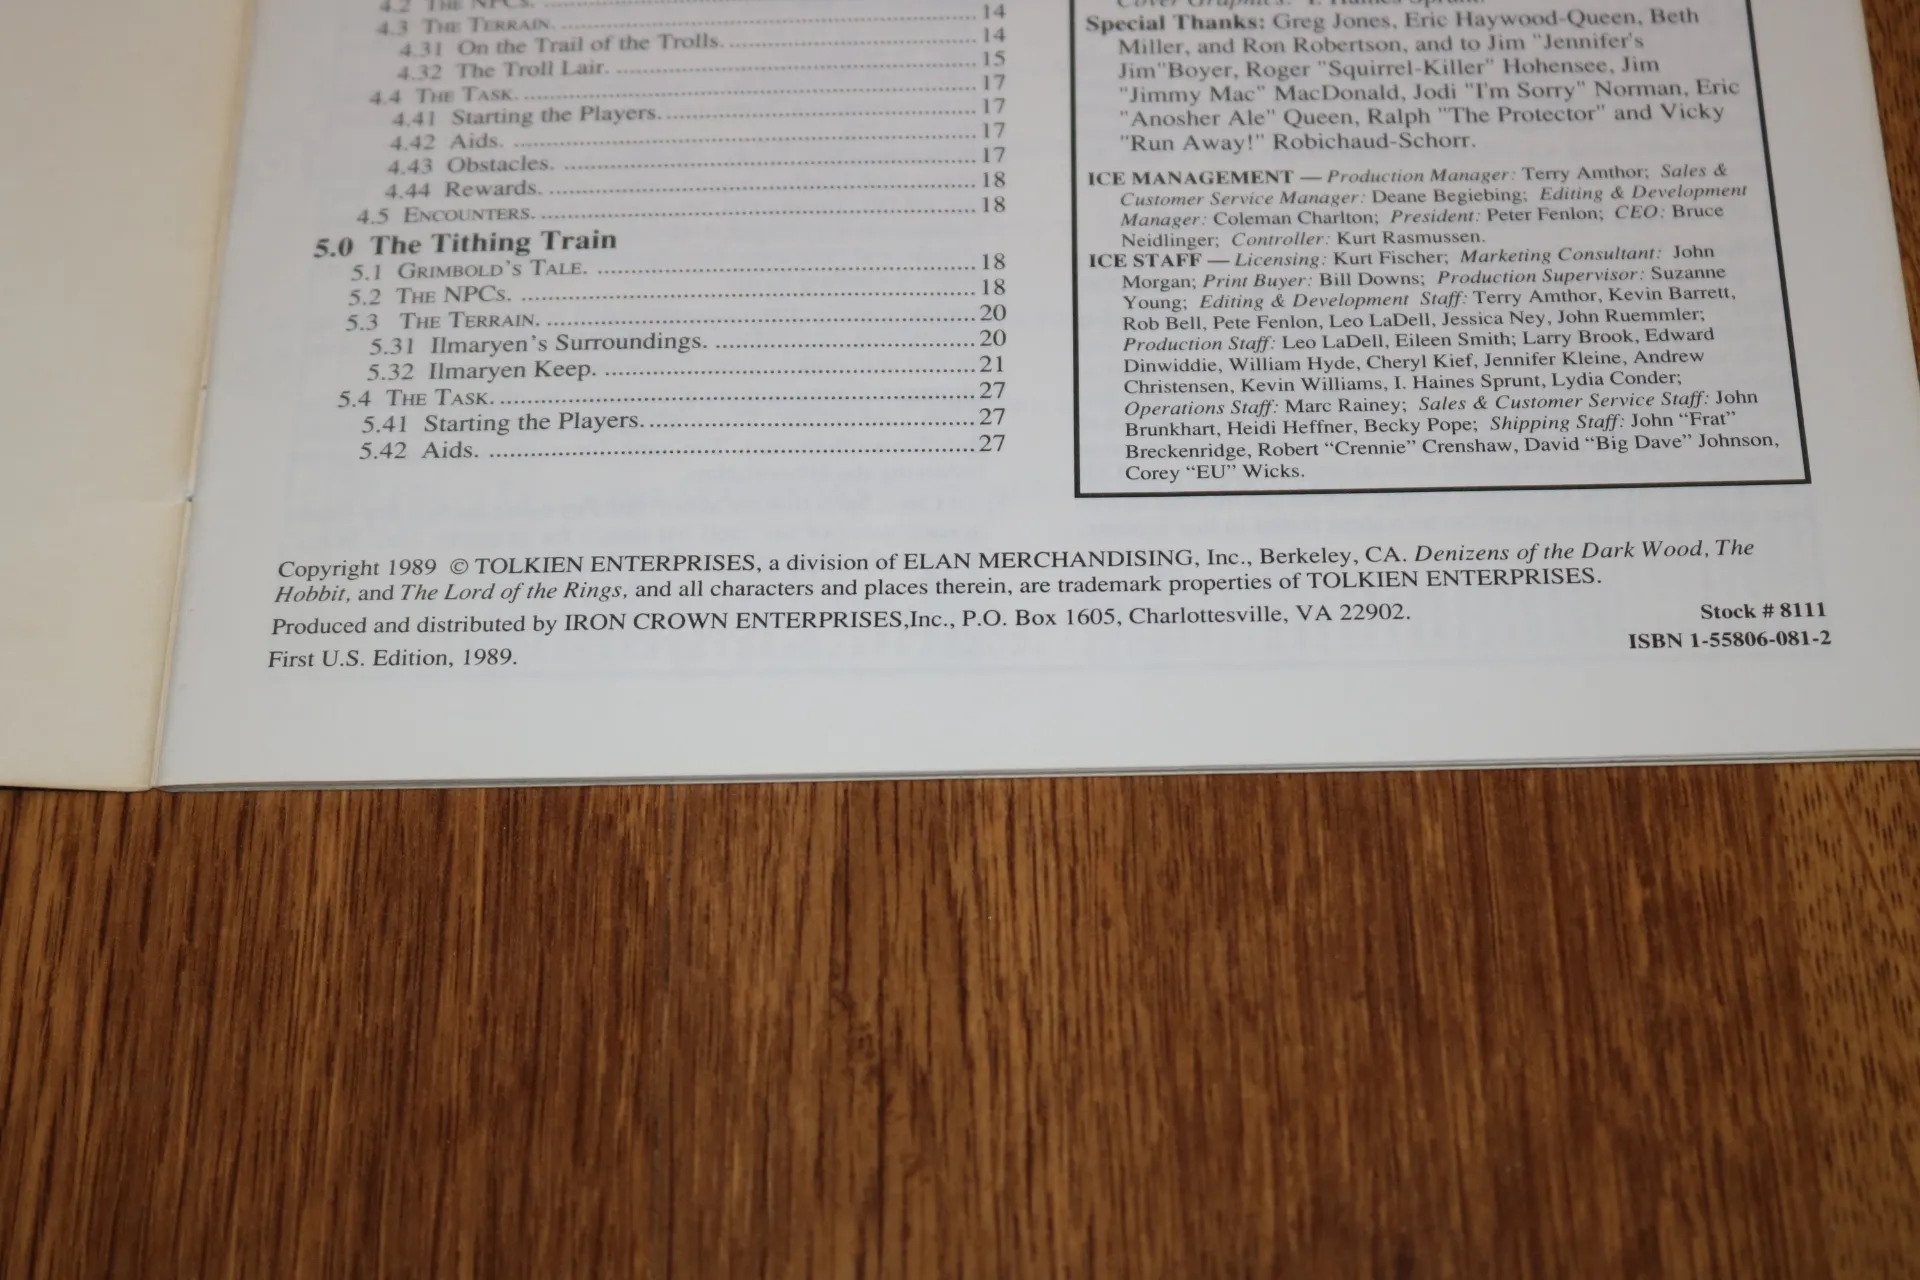 4.2 THE NPCS.
4.3 THE TERRAIN. 14
4.31 On the Trail of the Trolls. 14
4.32 The Troll Lair. 15
4.4 THE TASK. 17
4.41 Starting the Players. 17
4.42 Aids. 17
4.43 Obstacles. 17
4.44 Rewards. 18
4.5 ENCOUNTERS. 18
5.0 The Tithing Train
5.1 GRIMBOLD'S TALE. 18
5.2 THE NPCS. 18
5.3 THE TERRAIN. 20
5.31 Ilmaryen's Surroundings. 20
5.32 Ilmaryen Keep. 21
5.4 THE TASK. 27
5.41 Starting the Players. 27
5.42 Aids. 27
Cover Graphics: I. Haines Sprunt.
Special Thanks: Greg Jones, Eric Haywood-Queen, Beth
Miller, and Ron Robertson, and to Jim "Jennifer's
Jim"Boyer, Roger "Squirrel-Killer" Hohensee, Jim
"Jimmy Mac" MacDonald, Jodi "I'm Sorry" Norman, Eric
"Anosher Ale" Queen, Ralph "The Protector" and Vicky
"Run Away!" Robichaud-Schorr.
ICE MANAGEMENT — Production Manager: Terry Amthor; Sales &
Customer Service Manager: Deane Begiebing; Editing & Development
Manager: Coleman Charlton; President: Peter Fenlon; CEO: Bruce
Neidlinger; Controller: Kurt Rasmussen.
ICE STAFF — Licensing: Kurt Fischer; Marketing Consultant: John
Morgan; Print Buyer: Bill Downs; Production Supervisor: Suzanne
Young; Editing & Development Staff: Terry Amthor, Kevin Barrett,
Rob Bell, Pete Fenlon, Leo LaDell, Jessica Ney, John Ruemmler;
Production Staff: Leo LaDell, Eileen Smith; Larry Brook, Edward
Dinwiddie, William Hyde, Cheryl Kief, Jennifer Kleine, Andrew
Christensen, Kevin Williams, I. Haines Sprunt, Lydia Conder;
Operations Staff: Marc Rainey; Sales & Customer Service Staff: John
Brunkhart, Heidi Heffner, Becky Pope; Shipping Staff: John “Frat”
Breckenridge, Robert “Crennie” Crenshaw, David “Big Dave” Johnson,
Corey “EU” Wicks.
Copyright 1989 © TOLKIEN ENTERPRISES, a division of ELAN MERCHANDISING, Inc., Berkeley, CA. Denizens of the Dark Wood, The
Hobbit, and The Lord of the Rings, and all characters and places therein, are trademark properties of TOLKIEN ENTERPRISES.
Produced and distributed by IRON CROWN ENTERPRISES,Inc., P.O. Box 1605, Charlottesville, VA 22902.
First U.S. Edition, 1989.
Stock # 8111
ISBN 1-55806-081-2